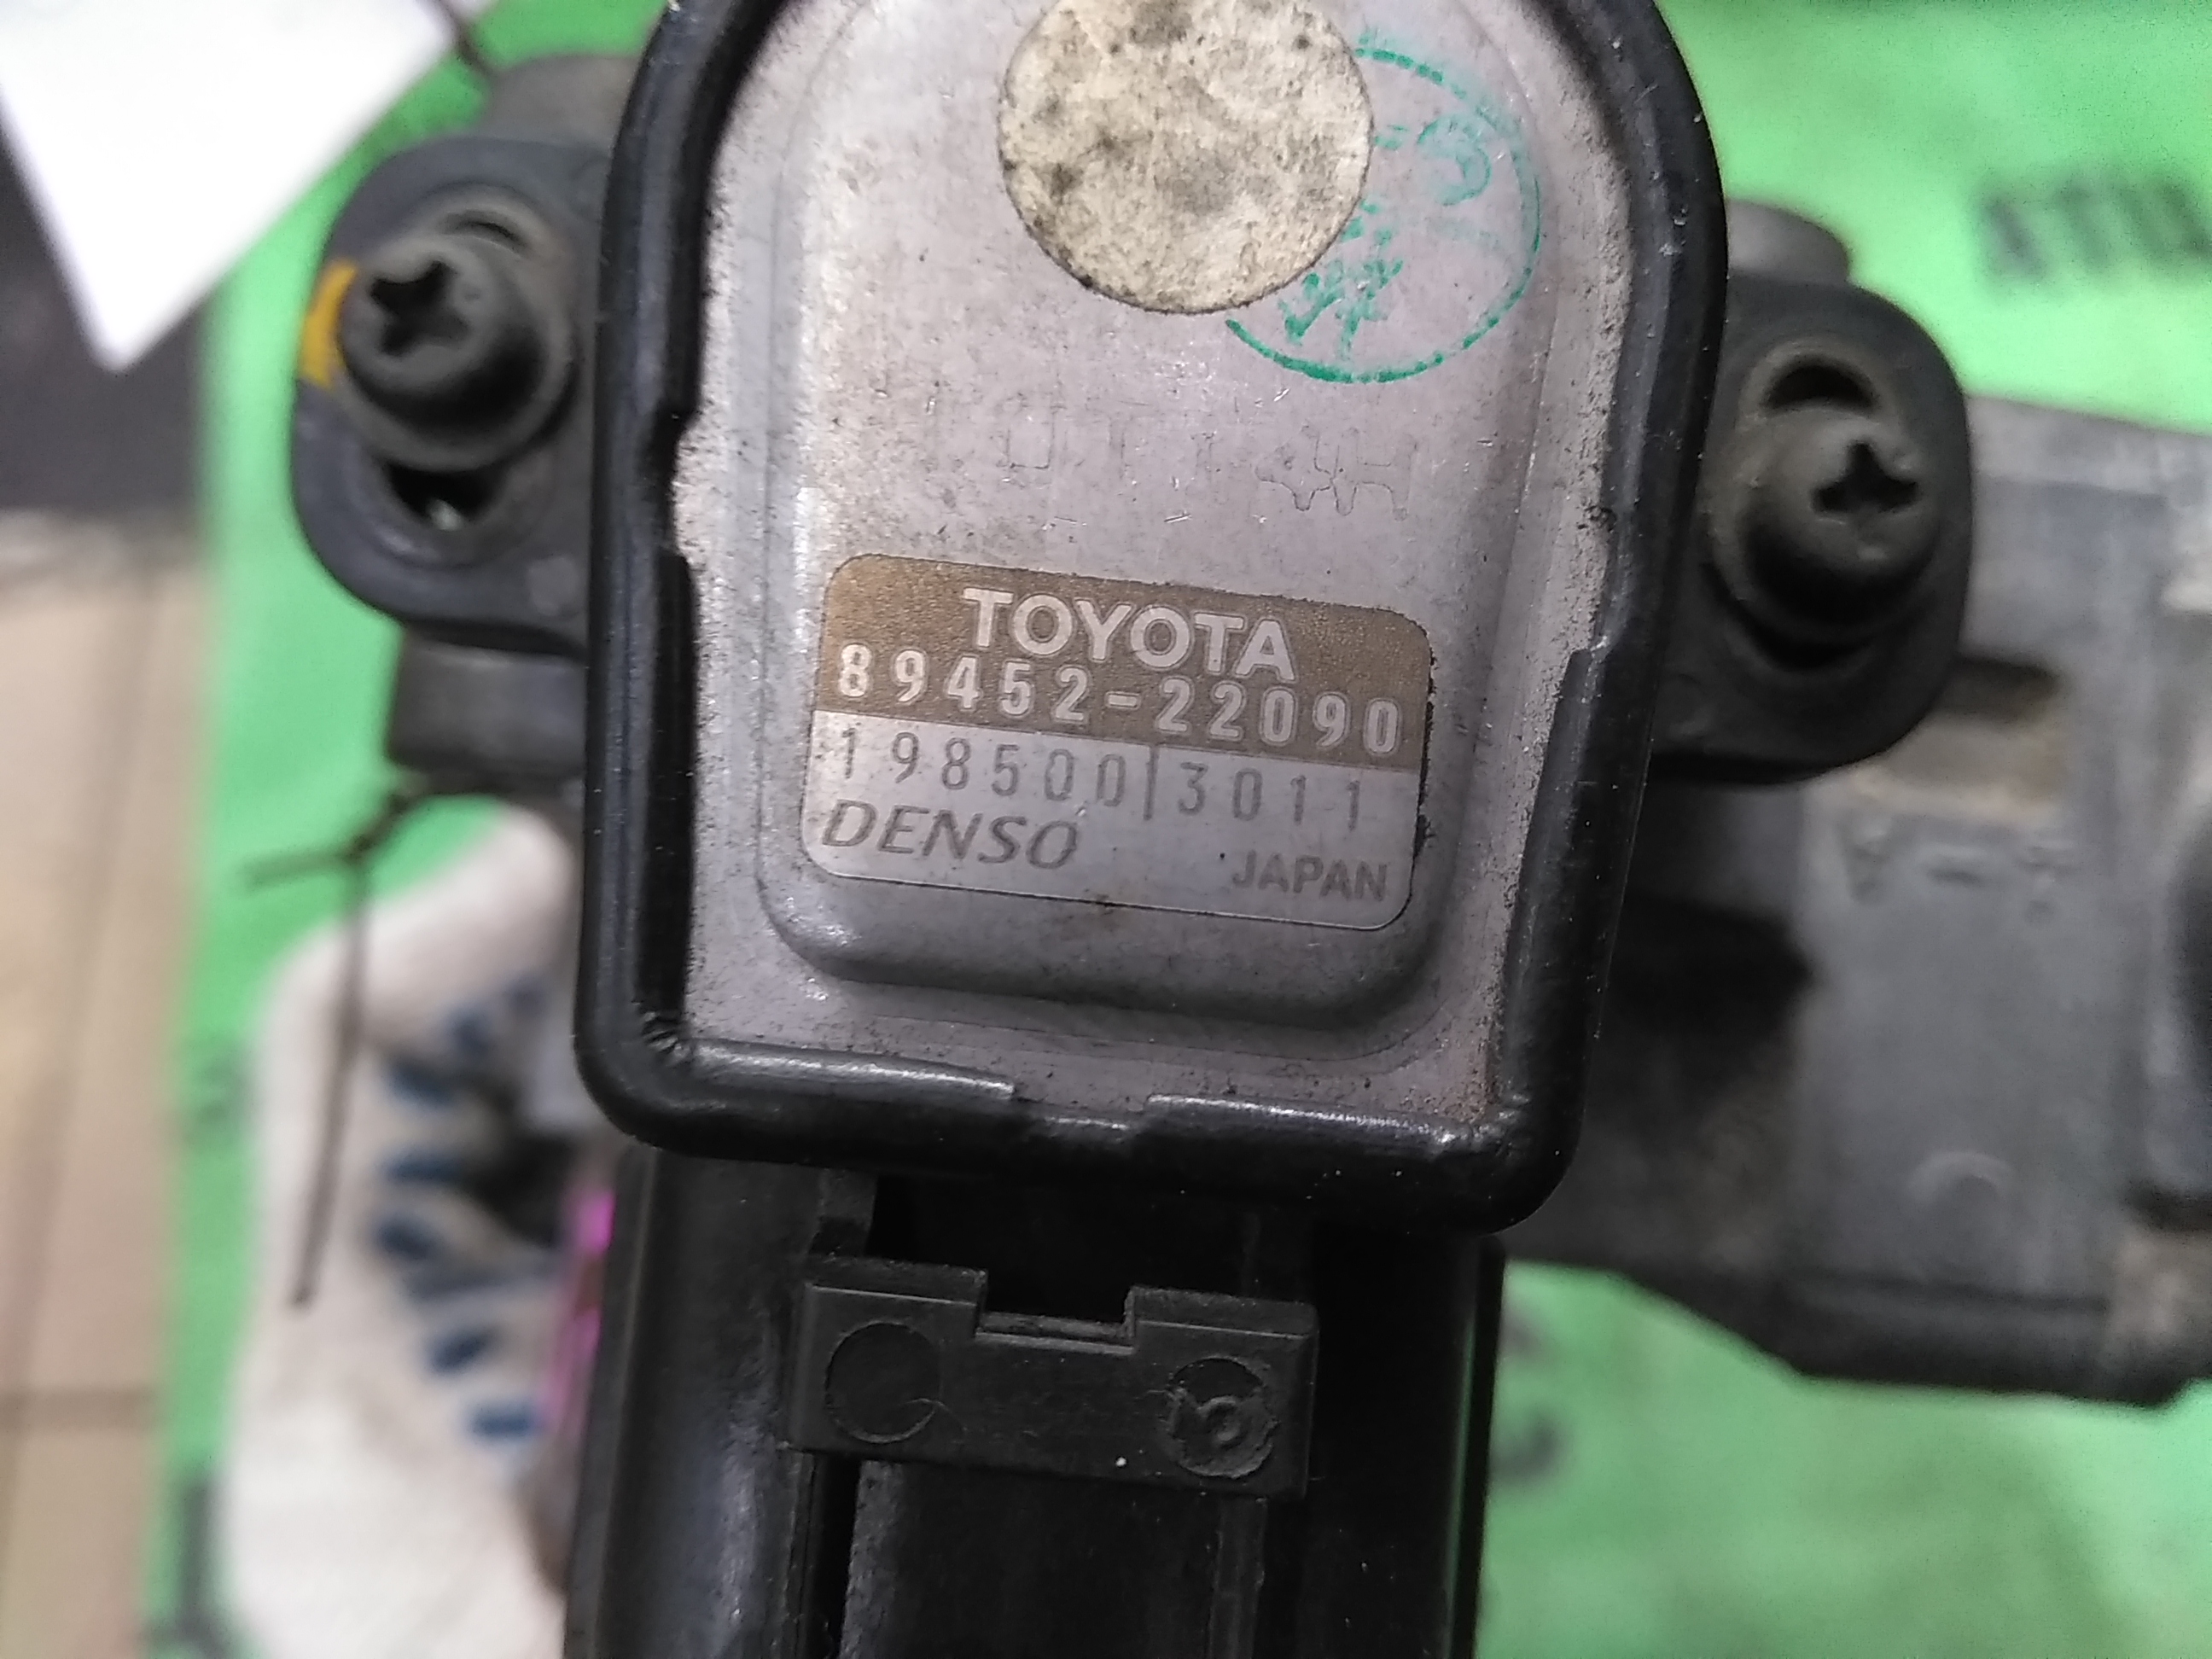 TOYOTA
89452-22090
198500|3011
DENSO JAPAN